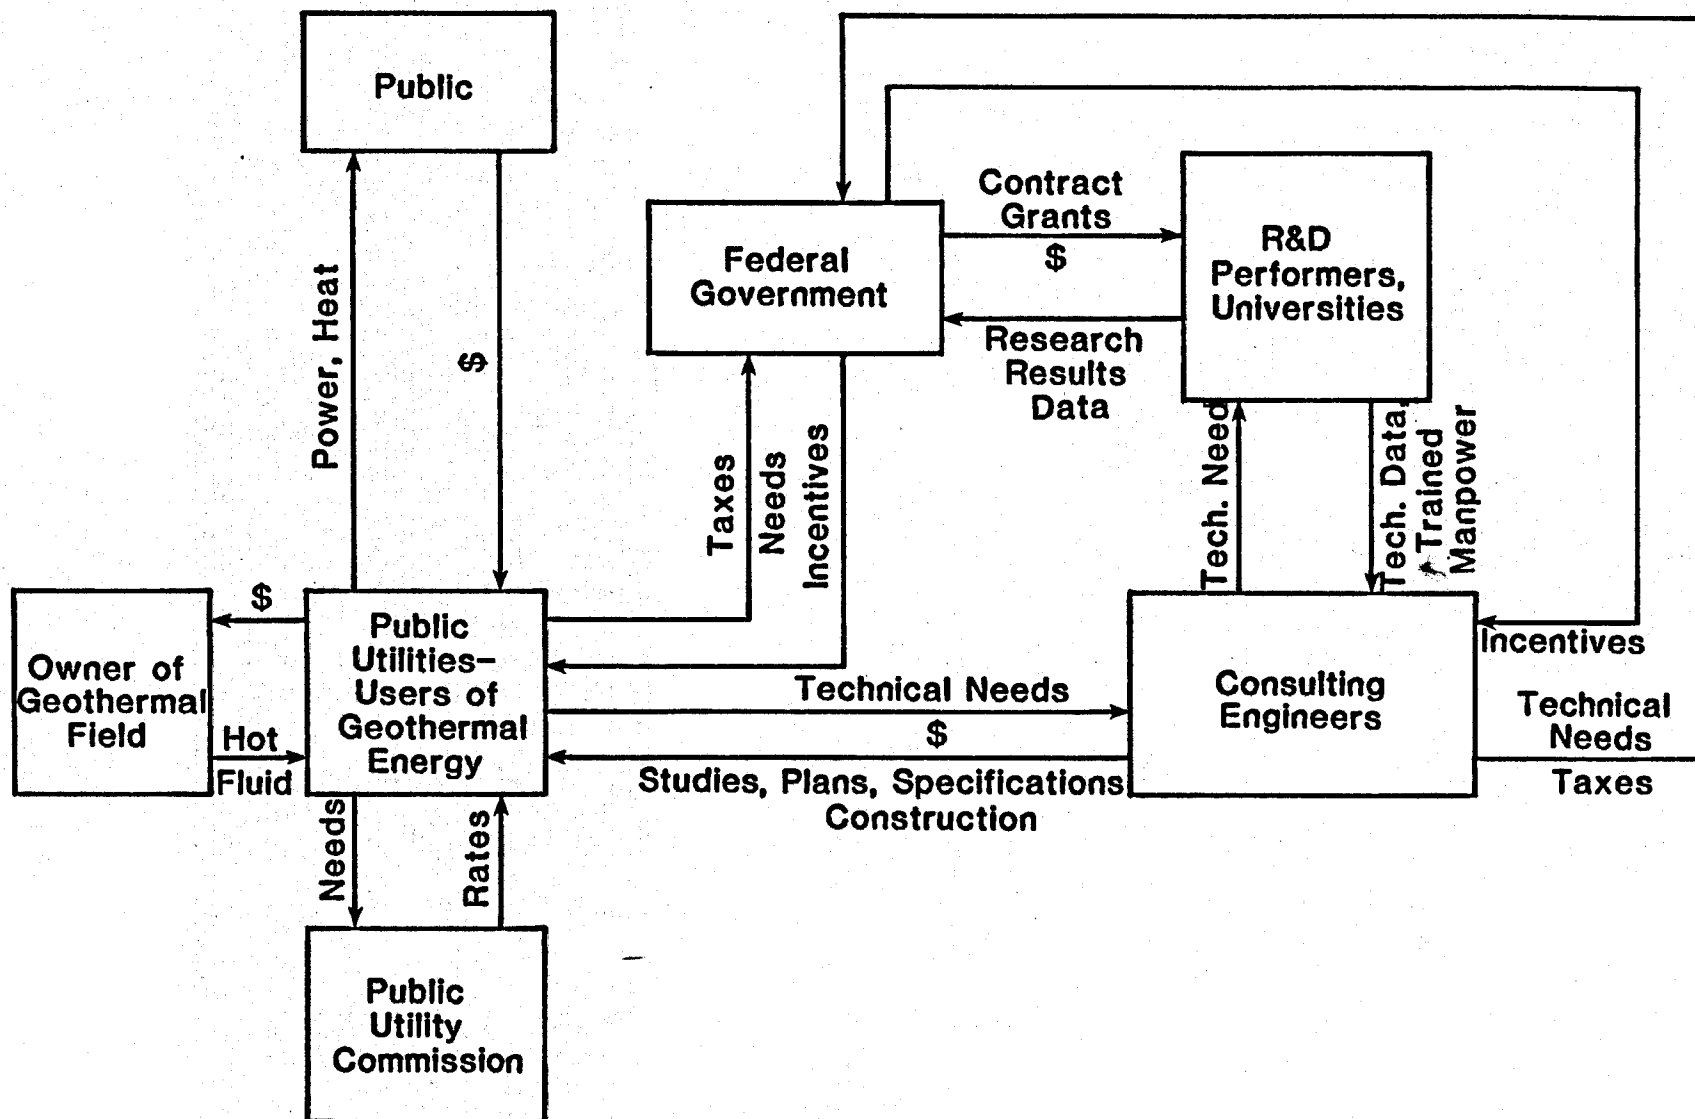 Public
Power, Heat
$
Federal
Government
Contract
Grants
$
Research
Results
Data
R&D
Performers,
Universities
Taxes
Needs
Incentives
Tech. Need
Tech. Data,
Trained
Manpower
Owner of
Geothermal
Field
$
Hot
Fluid
Public
Utilities–
Users of
Geothermal
Energy
Technical Needs
$
Studies, Plans, Specifications
Construction
Consulting
Engineers
Incentives
Technical
Needs
Taxes
Needs
Rates
Public
Utility
Commission